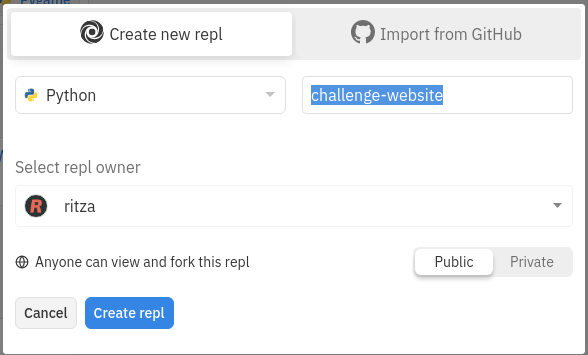 Create new repl
Import from GitHub
Python
challenge-website
Select repl owner
R
ritza
Anyone can view and fork this repl
Public
Private
Cancel
Create repl